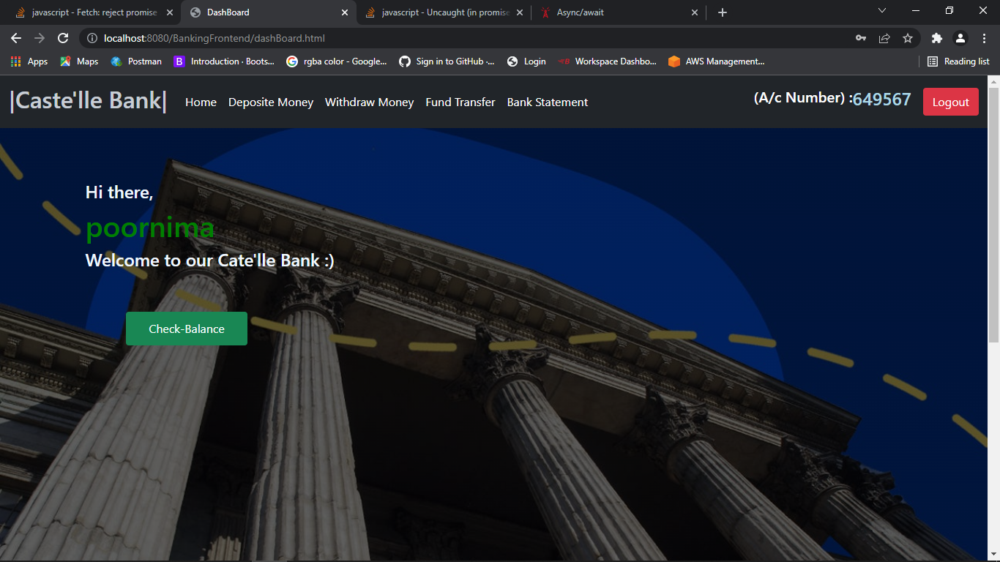 javascript - Fetch: reject promise
DashBoard
javascript - Uncaught (in promise
Async/await
localhost:8080/BankingFrontend/dashBoard.html
Apps
Maps
Postman
B
Introduction · Boots...
rgba color - Google...
Sign in to GitHub ·...
Login
Workspace Dashbo...
AWS Management...
Reading list
|Caste'lle Bank|
Home
Deposite Money
Withdraw Money
Fund Transfer
Bank Statement
(A/c Number) :649567
Logout
Hi there,
poornima
Welcome to our Cate'lle Bank :)
Check-Balance